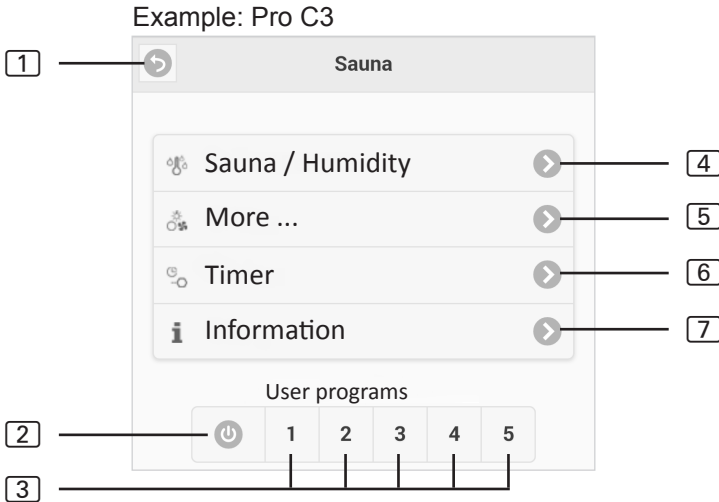 Example: Pro C3
1
Sauna
Sauna / Humidity
4
More ...
5
Timer
6
Information
7
User programs
2
1 2 3 4 5
3